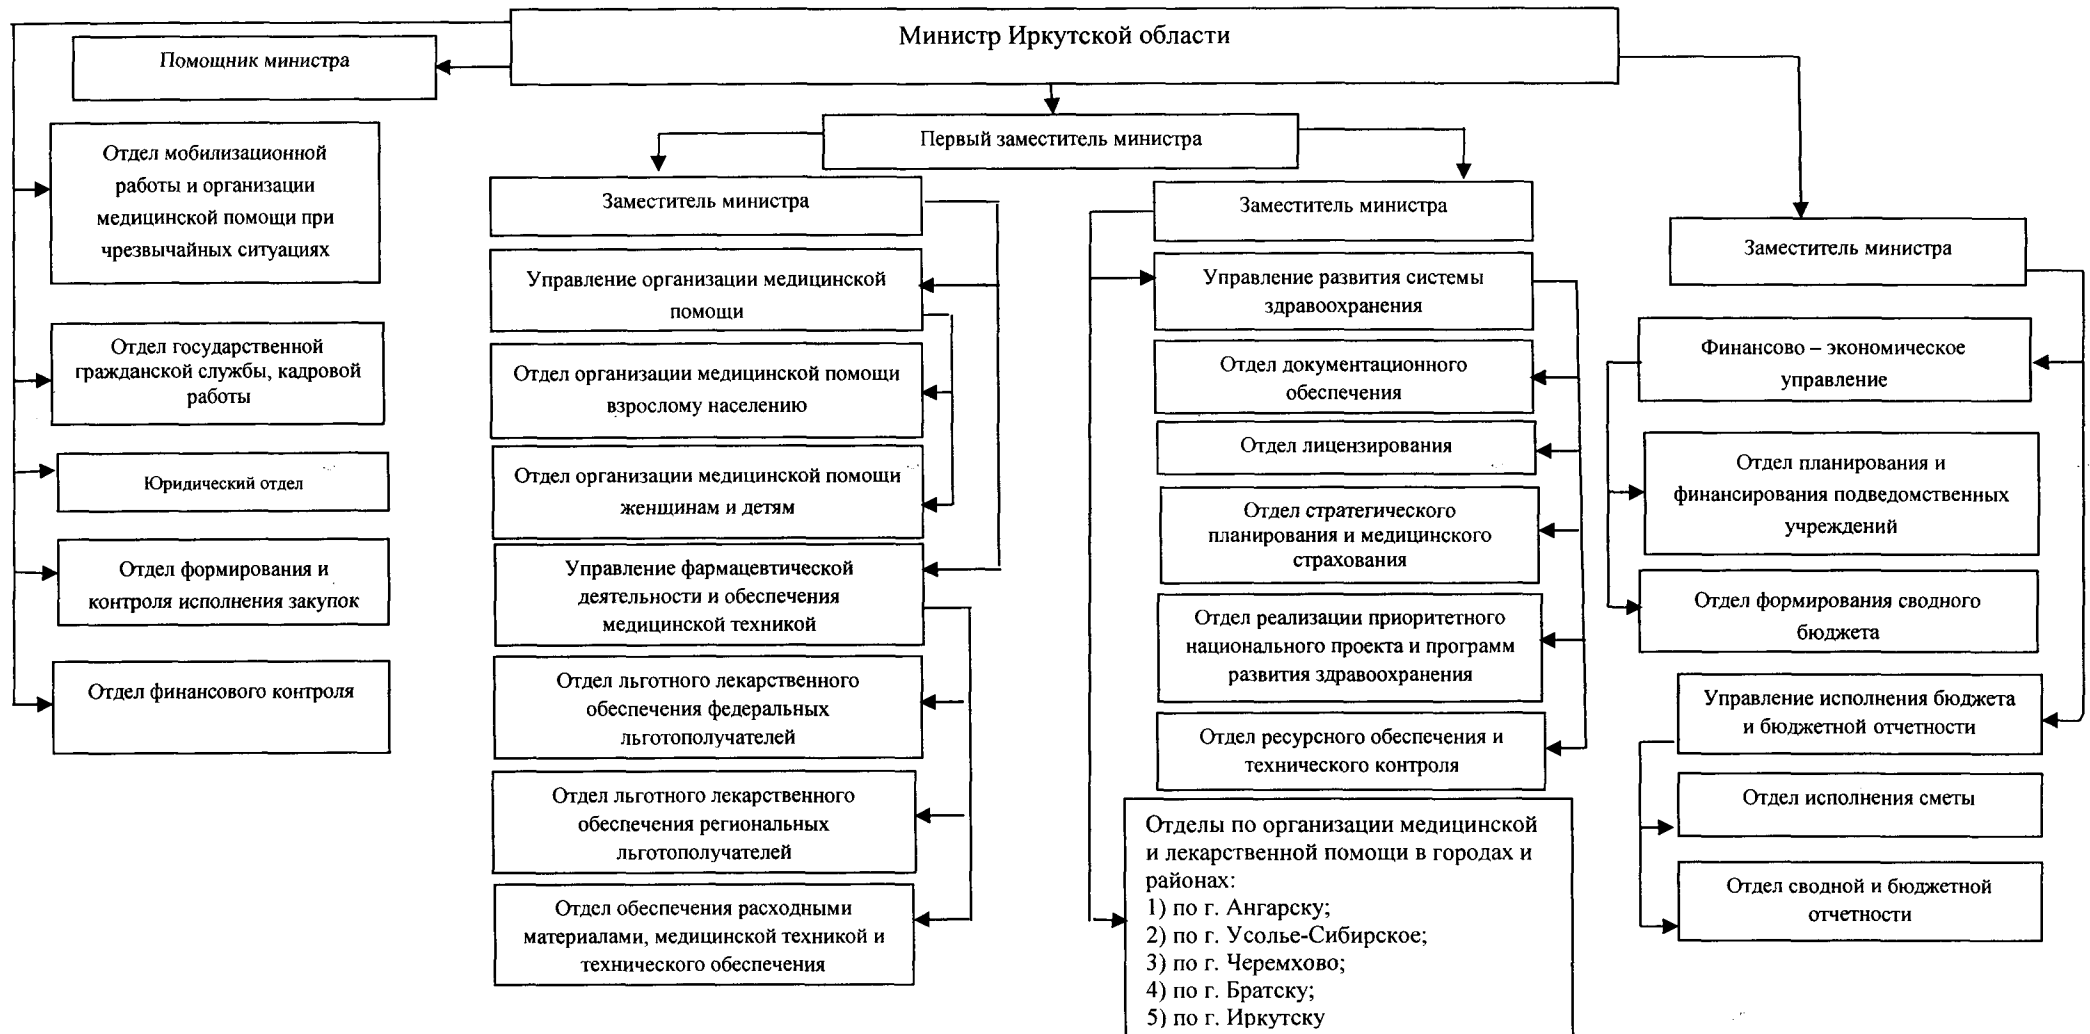 Министр Иркутской области
Помощник министра
Первый заместитель министра
Отдел мобилизационной
работы и организации
медицинской помощи при
чрезвычайных ситуациях
Отдел государственной
гражданской службы, кадровой
работы
Юридический отдел
Отдел формирования и
контроля исполнения закупок
Отдел финансового контроля
Заместитель министра
Управление организации медицинской
помощи
Отдел организации медицинской помощи
взрослому населению
Отдел организации медицинской помощи
женщинам и детям
Управление фармацевтической
деятельности и обеспечения
медицинской техникой
Отдел льготного лекарственного
обеспечения федеральных
льготополучателей
Отдел льготного лекарственного
обеспечения региональных
льготополучателей
Отдел обеспечения расходными
материалами, медицинской техникой и
технического обеспечения
Заместитель министра
Управление развития системы
здравоохранения
Отдел документационного
обеспечения
Отдел лицензирования
Отдел стратегического
планирования и медицинского
страхования
Отдел реализации приоритетного
национального проекта и программ
развития здравоохранения
Отдел ресурсного обеспечения и
технического контроля
Отделы по организации медицинской
и лекарственной помощи в городах и
районах:
1) по г. Ангарску;
2) по г. Усолье-Сибирское;
3) по г. Черемхово;
4) по г. Братску;
5) по г. Иркутску
Заместитель министра
Финансово – экономическое
управление
Отдел планирования и
финансирования подведомственных
учреждений
Отдел формирования сводного
бюджета
Управление исполнения бюджета
и бюджетной отчетности
Отдел исполнения сметы
Отдел сводной и бюджетной
отчетности